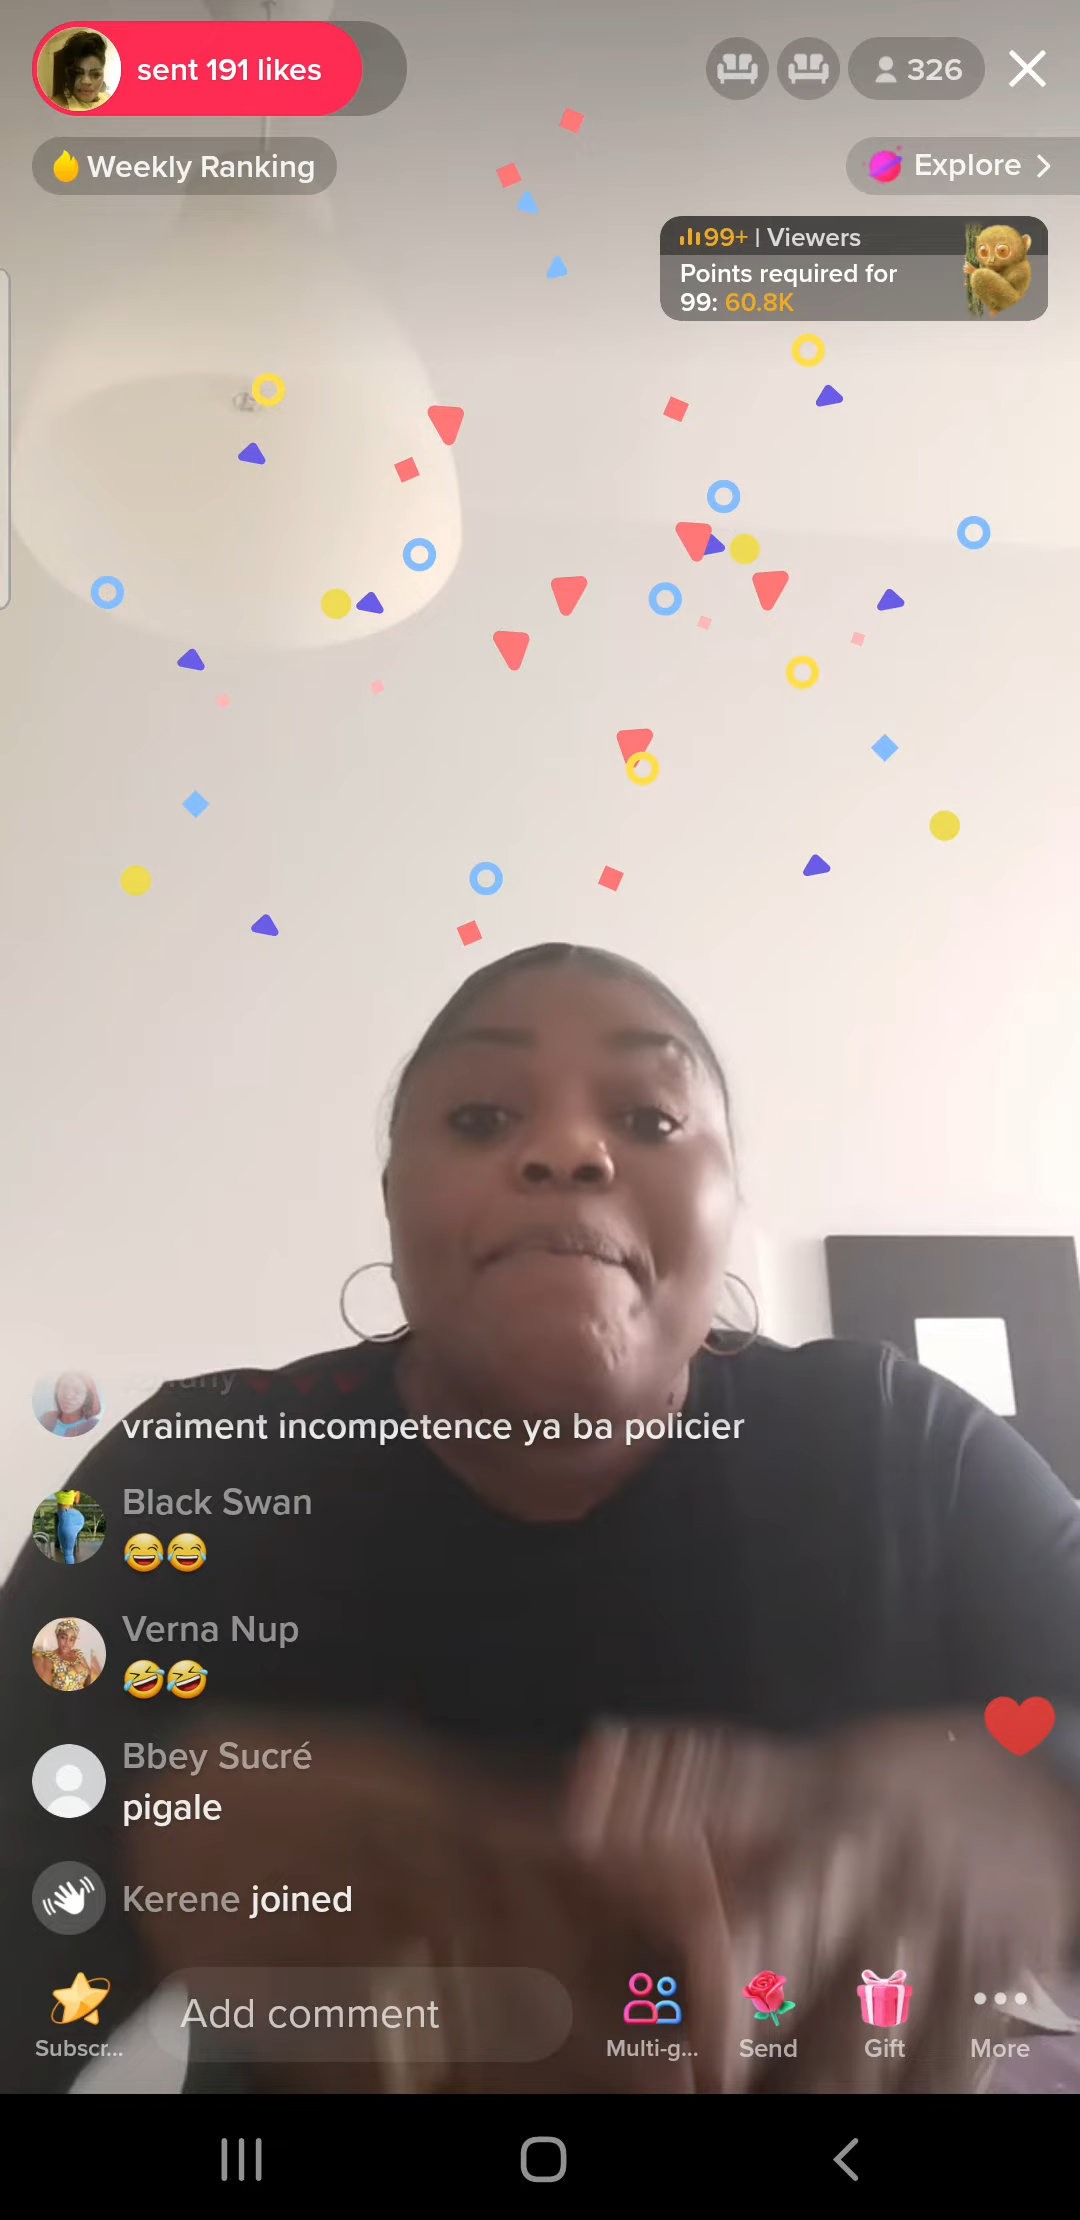 sent 191 likes
326
Weekly Ranking
Explore
99+ | Viewers
Points required for
99: 60.8K
vraiment incompetence ya ba policier
Black Swan
😂😂
Verna Nup
🤣🤣
Bbey Sucré
pigale
Kerene joined
Add comment
Subscr...
Multi-g...
Send
Gift
More